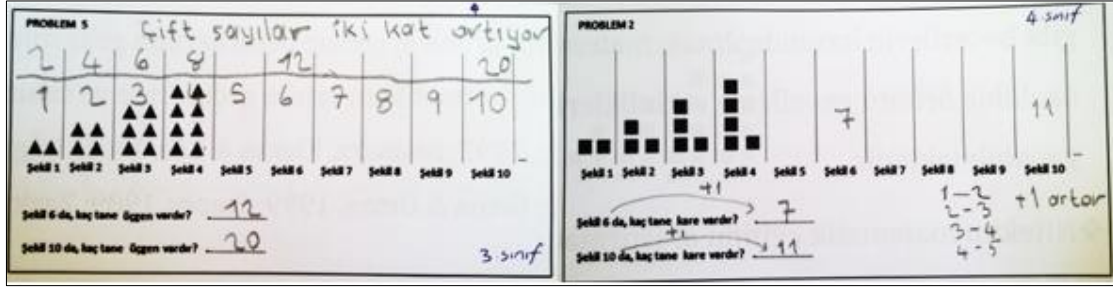 PROBLEM 5
Çift sayılar iki kat artıyor
2 4 6 8 12 20
1 2 3 4 5 6 7 8 9 10
Şekil 1 Şekil 2 Şekil 3 Şekil 4 Şekil 5 Şekil 6 Şekil 7 Şekil 8 Şekil 9 Şekil 10
Şekil 6 da, kaç tane üçgen vardır? 12
Şekil 10 da, kaç tane üçgen vardır? 20
3.sınıf
PROBLEM 2
4.sınıf
7 11
Şekil 1 Şekil 2 Şekil 3 Şekil 4 Şekil 5 Şekil 6 Şekil 7 Şekil 8 Şekil 9 Şekil 10
+1
Şekil 6 da, kaç tane kare vardır? 7
+1
Şekil 10 da, kaç tane kare vardır? 11
1-2
2-3
3-4
4-5
+1 artar